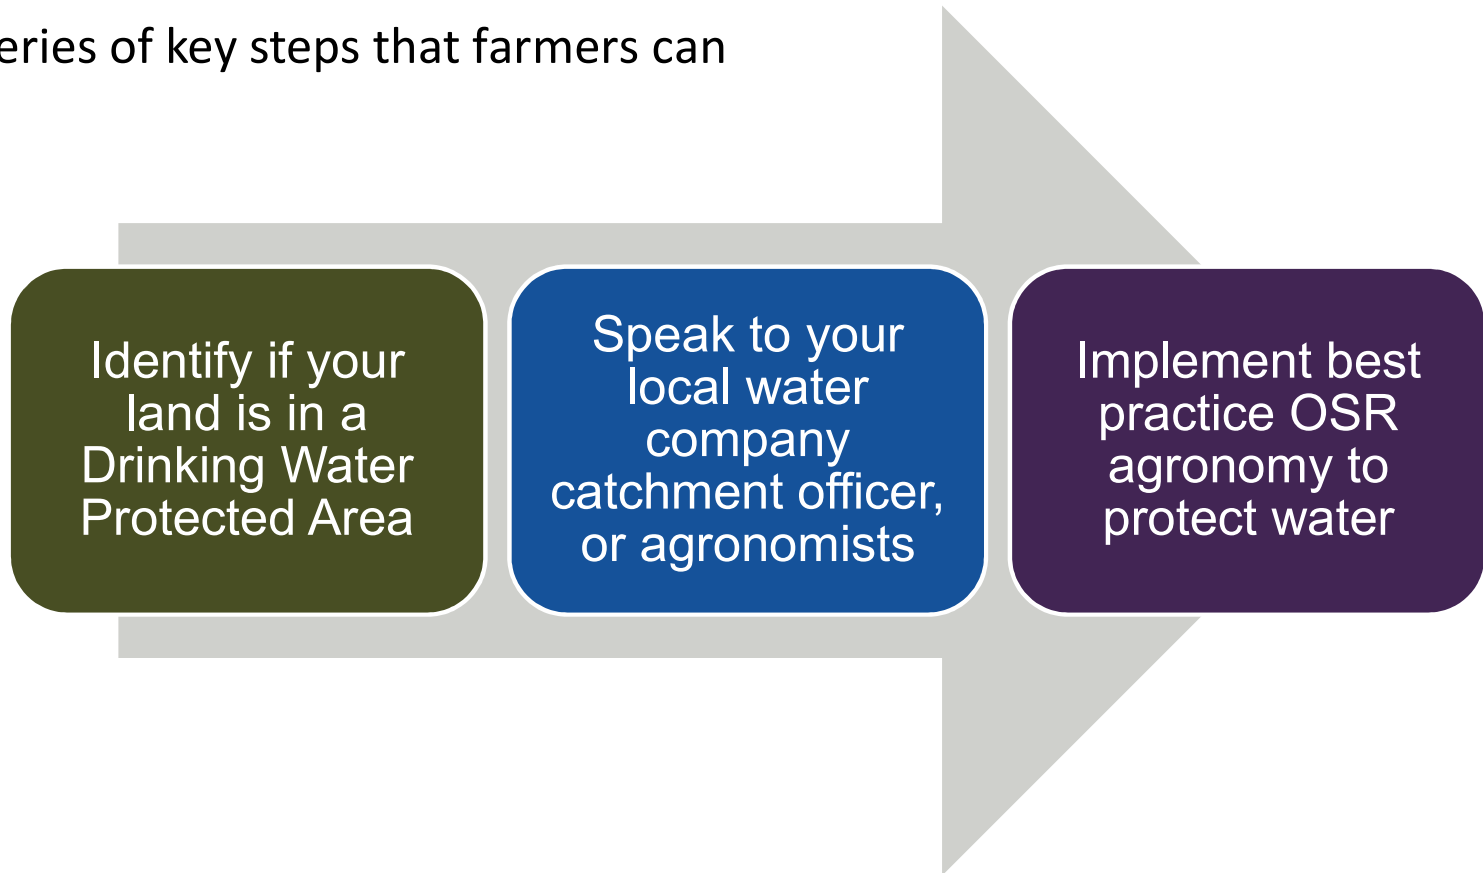 eries of key steps that farmers can
Identify if your
land is in a
Drinking Water
Protected Area
Speak to your
local water
company
catchment officer,
or agronomists
Implement best
practice OSR
agronomy to
protect water